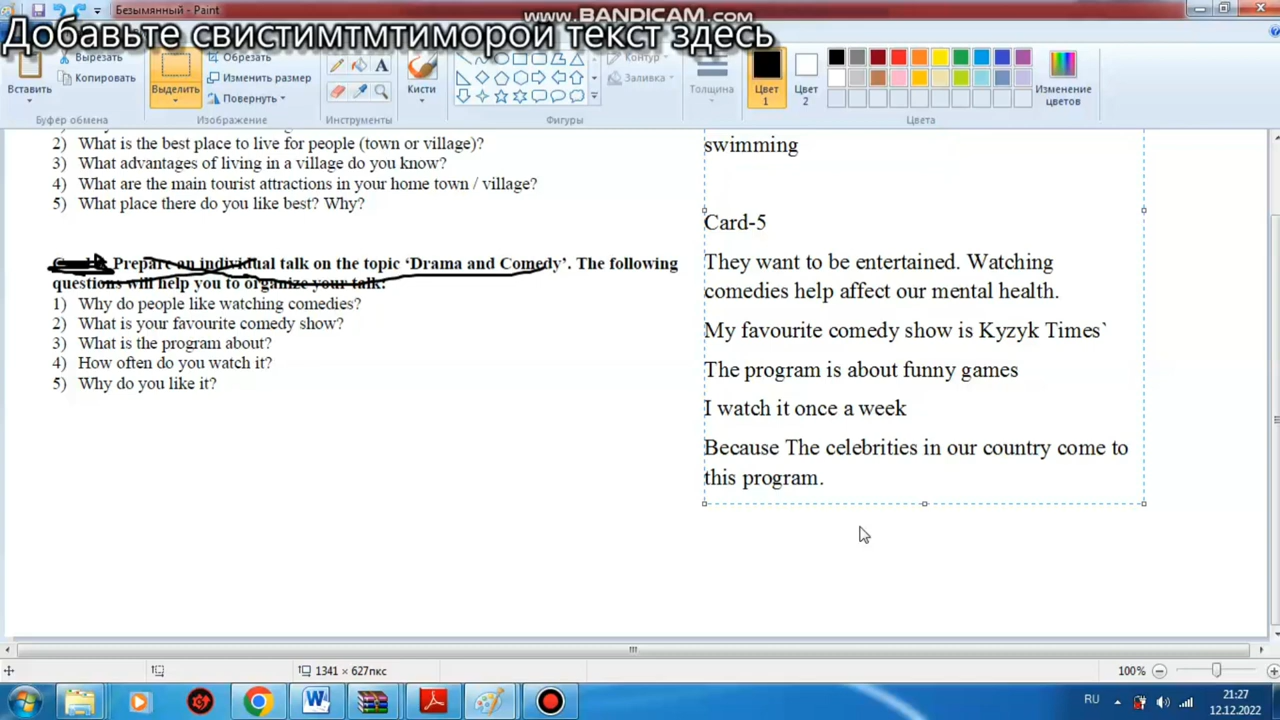 Безымянный - Paint
www.BANDICAM.com
Добавьте свистимтмтиморой текст здесь
Вставить
Вырезать
Копировать
Буфер обмена
Выделить
Обрезать
Изменить размер
Повернуть
Изображение
Инструменты
Кисти
Контур
Заливка
Фигуры
Толщина
Цвет 1
Цвет 2
Изменение цветов
Цвета
2) What is the best place to live for people (town or village)?
3) What advantages of living in a village do you know?
4) What are the main tourist attractions in your home town / village?
5) What place there do you like best? Why?
Prepare an individual talk on the topic ‘Drama and Comedy’. The following
questions will help you to organize your talk:
1) Why do people like watching comedies?
2) What is your favourite comedy show?
3) What is the program about?
4) How often do you watch it?
5) Why do you like it?
swimming
Card-5
They want to be entertained. Watching
comedies help affect our mental health.
My favourite comedy show is Kyzyk Times`
The program is about funny games
I watch it once a week
Because The celebrities in our country come to
this program.
1341 × 627пкс
100%
RU
21:27
12.12.2022